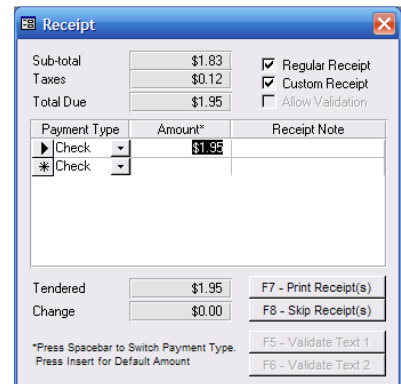 Receipt
Sub-total $1.83
Taxes $0.12
Total Due $1.95
Regular Receipt
Custom Receipt
Allow Validation
Payment Type Amount* Receipt Note
Check $1.95
Check
Tendered $1.95
Change $0.00
F7 - Print Receipt(s)
F8 - Skip Receipt(s)
*Press Spacebar to Switch Payment Type.
Press Insert for Default Amount
F5 - Validate Text 1
F6 - Validate Text 2